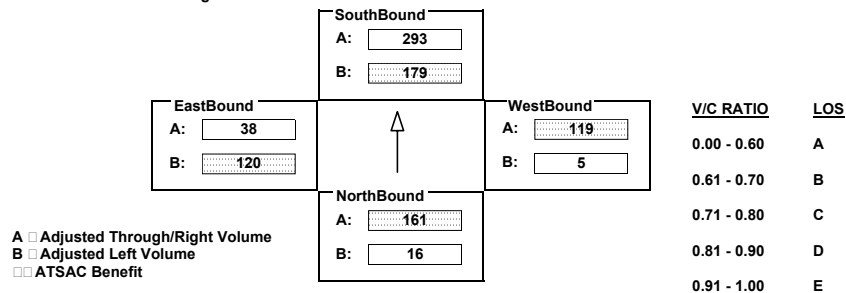 SouthBound
A: 293
B: 179
EastBound
A: 38
B: 120
WestBound
A: 119
B: 5
NorthBound
A: 161
B: 16
A □ Adjusted Through/Right Volume
B □ Adjusted Left Volume
□□ ATSAC Benefit
V/C RATIO LOS
0.00 - 0.60 A
0.61 - 0.70 B
0.71 - 0.80 C
0.81 - 0.90 D
0.91 - 1.00 E